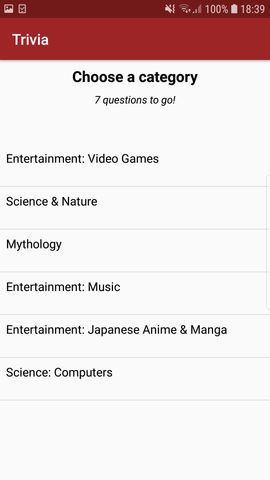 100% 18:39
Trivia
Choose a category
7 questions to go!
Entertainment: Video Games
Science & Nature
Mythology
Entertainment: Music
Entertainment: Japanese Anime & Manga
Science: Computers